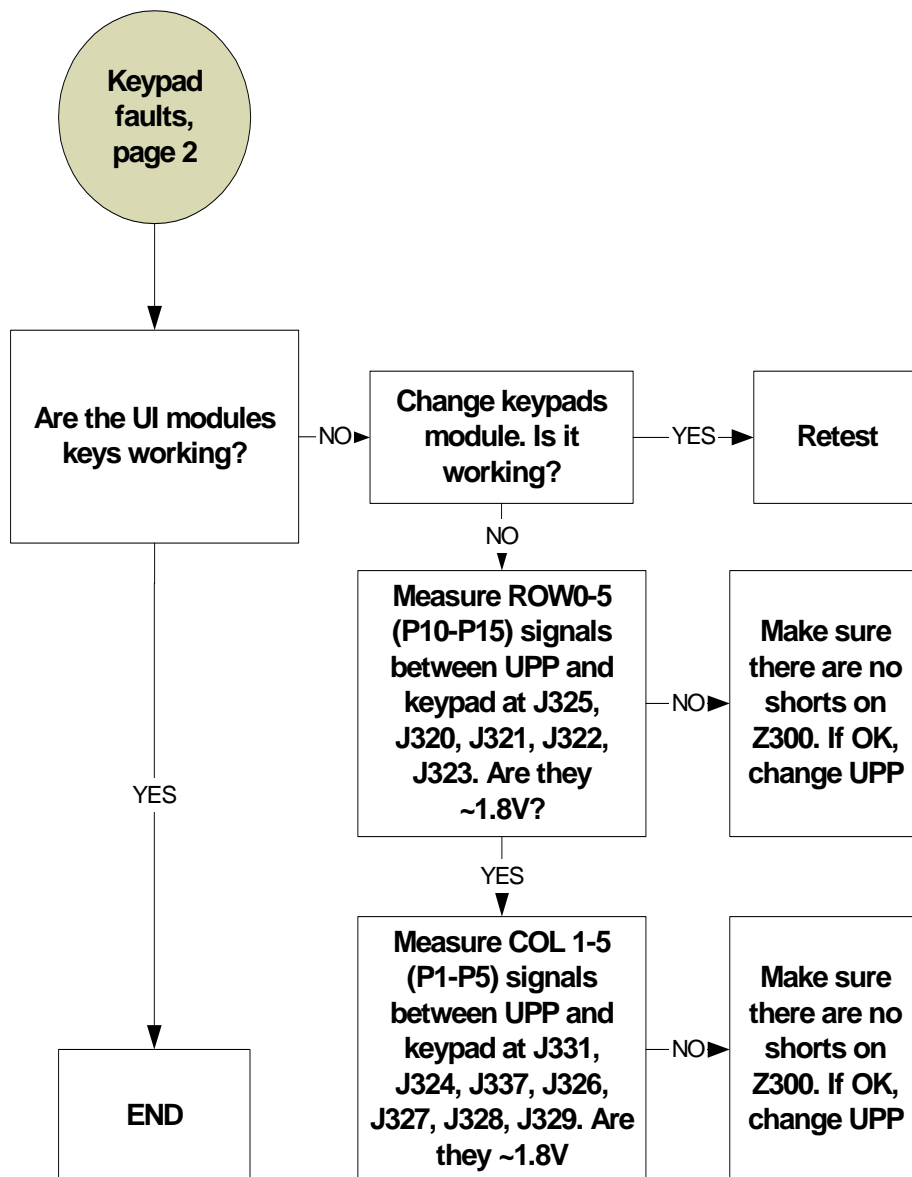 Keypad
faults,
page 2
Are the UI modules
keys working?
NO
Change keypads
module. Is it
working?
YES
Retest
NO
Measure ROW0-5
(P10-P15) signals
between UPP and
keypad at J325,
J320, J321, J322,
J323. Are they
~1.8V?
NO
Make sure
there are no
shorts on
Z300. If OK,
change UPP
YES
YES
Measure COL 1-5
(P1-P5) signals
between UPP and
keypad at J331,
J324, J337, J326,
J327, J328, J329. Are
they ~1.8V
NO
Make sure
there are no
shorts on
Z300. If OK,
change UPP
END